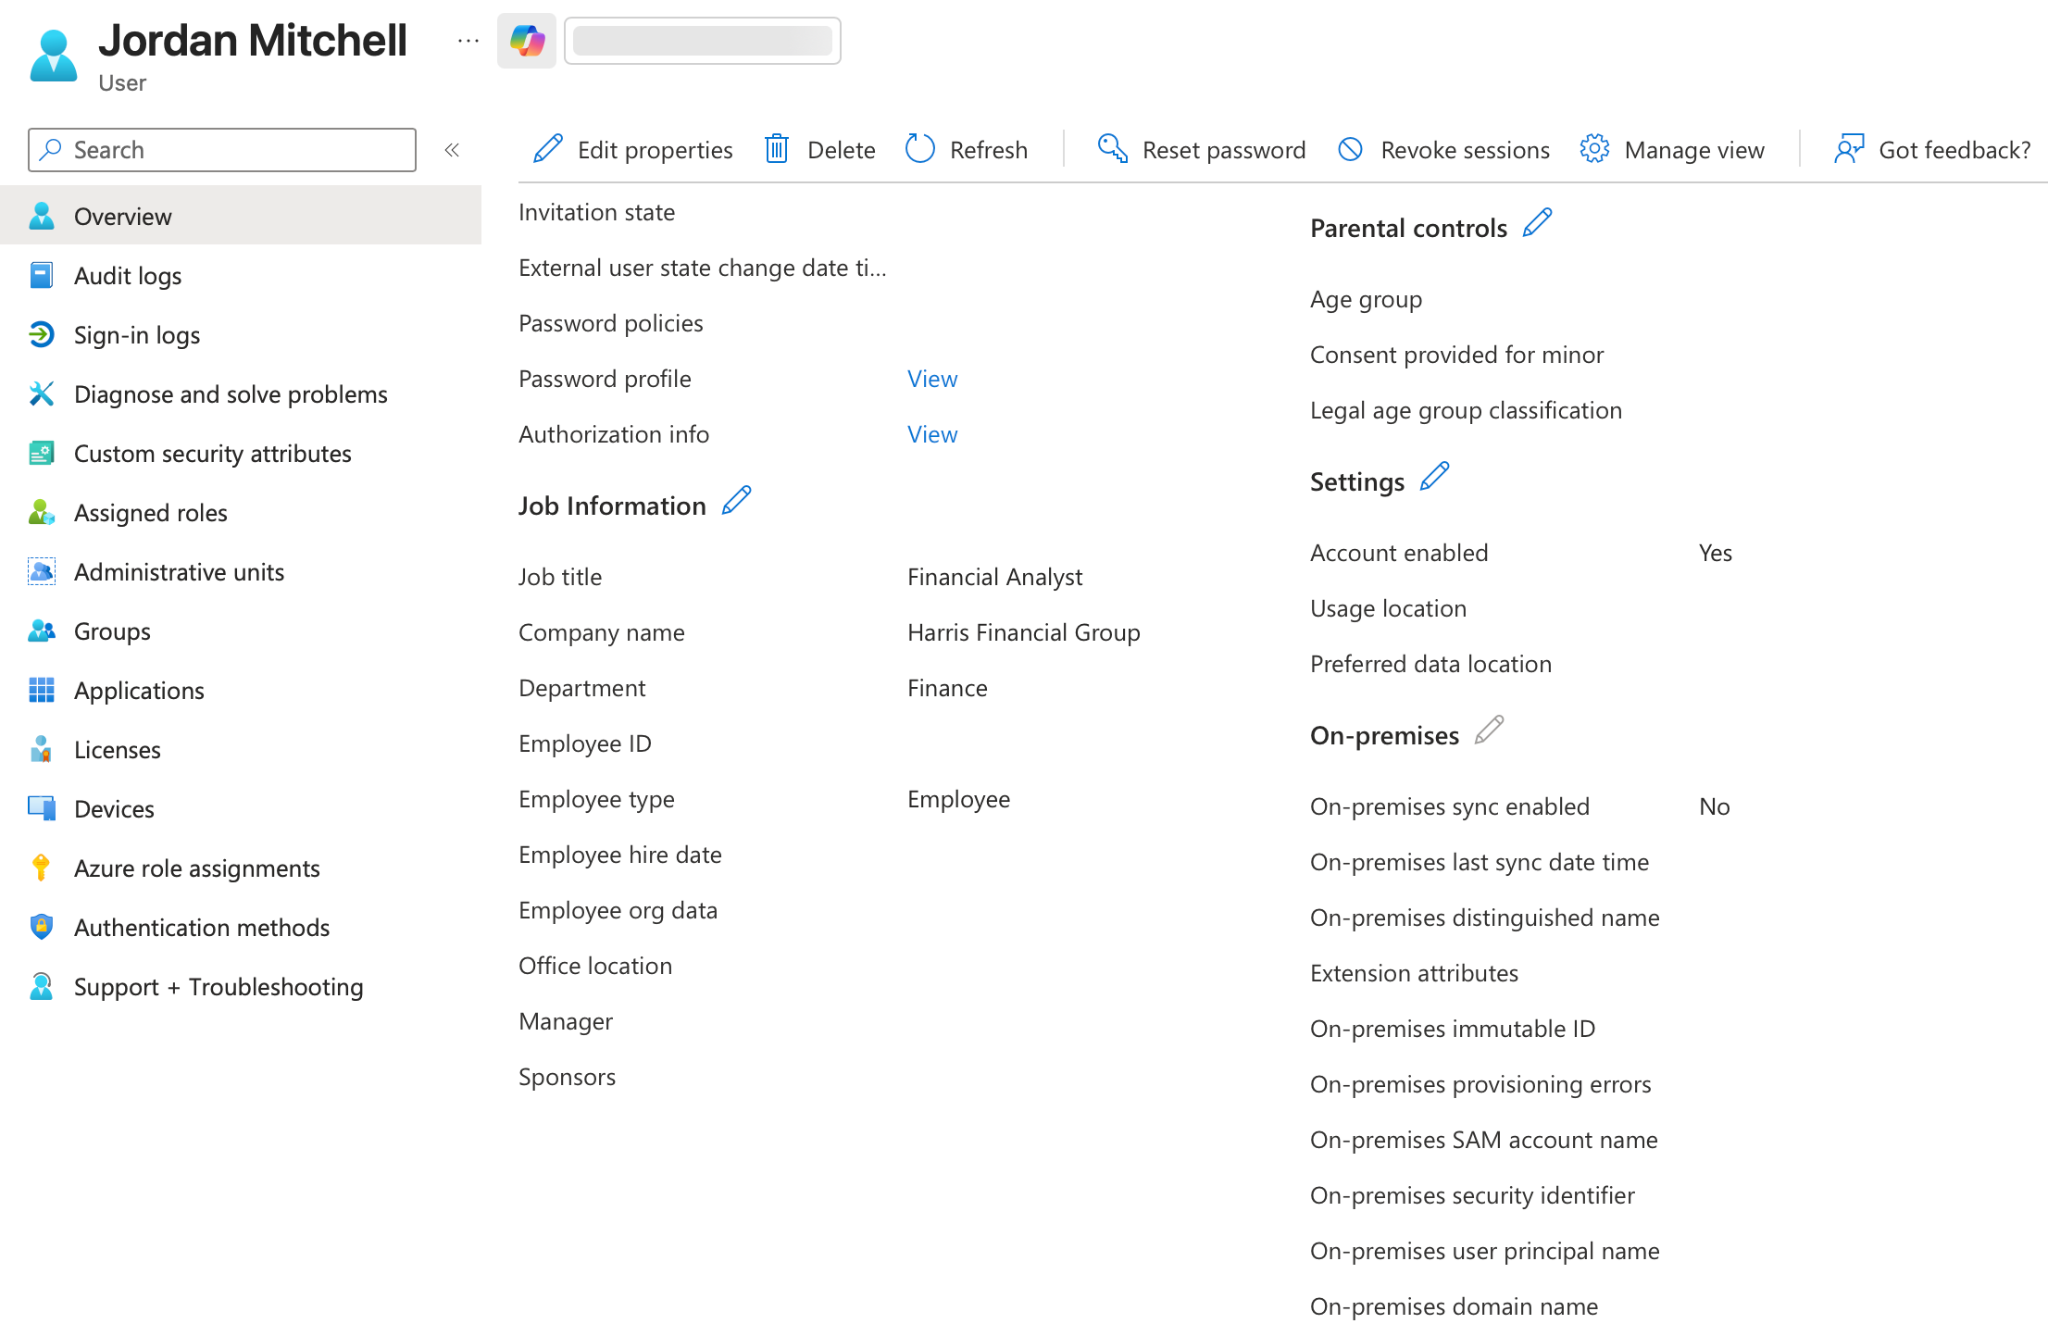 Jordan Mitchell
...
User
Search
«
Edit properties
Delete
Refresh
Reset password
Revoke sessions
Manage view
Got feedback?
Overview
Audit logs
Sign-in logs
Diagnose and solve problems
Custom security attributes
Assigned roles
Administrative units
Groups
Applications
Licenses
Devices
Azure role assignments
Authentication methods
Support + Troubleshooting
Invitation state
External user state change date ti...
Password policies
Password profile View
Authorization info View
Job Information
Job title Financial Analyst
Company name Harris Financial Group
Department Finance
Employee ID
Employee type Employee
Employee hire date
Employee org data
Office location
Manager
Sponsors
Parental controls
Age group
Consent provided for minor
Legal age group classification
Settings
Account enabled Yes
Usage location
Preferred data location
On-premises
On-premises sync enabled No
On-premises last sync date time
On-premises distinguished name
Extension attributes
On-premises immutable ID
On-premises provisioning errors
On-premises SAM account name
On-premises security identifier
On-premises user principal name
On-premises domain name